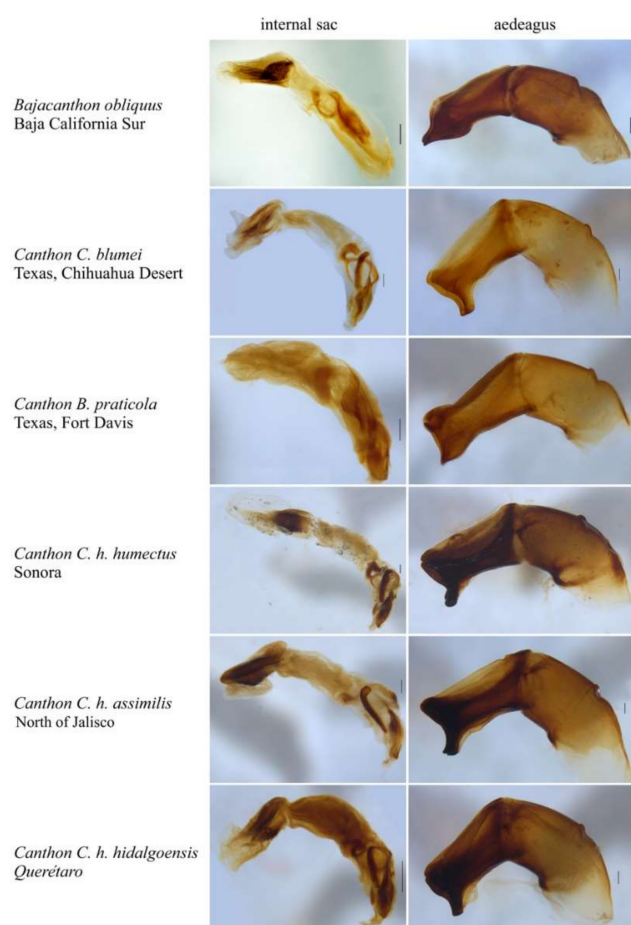 internal sac aedeagus
Bajacanthon obliquus
Baja California Sur
Canthon C. blumei
Texas, Chihuahua Desert
Canthon B. praticola
Texas, Fort Davis
Canthon C. h. humectus
Sonora
Canthon C. h. assimilis
North of Jalisco
Canthon C. h. hidalgoensis
Querétaro